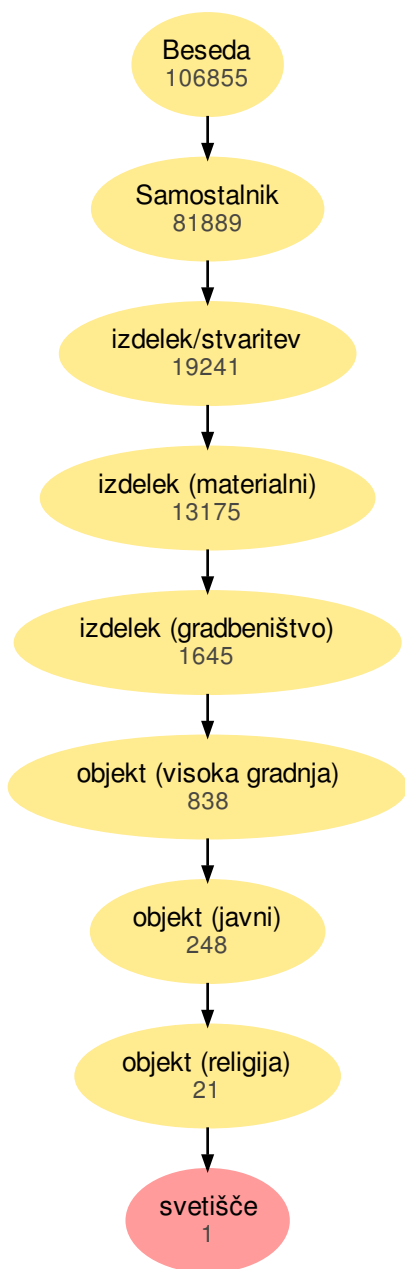 Beseda
106855
Samostalnik
81889
izdelek/stvaritev
19241
izdelek (materialni)
13175
izdelek (gradbeništvo)
1645
objekt (visoka gradnja)
838
objekt (javni)
248
objekt (religija)
21
svetišče
1